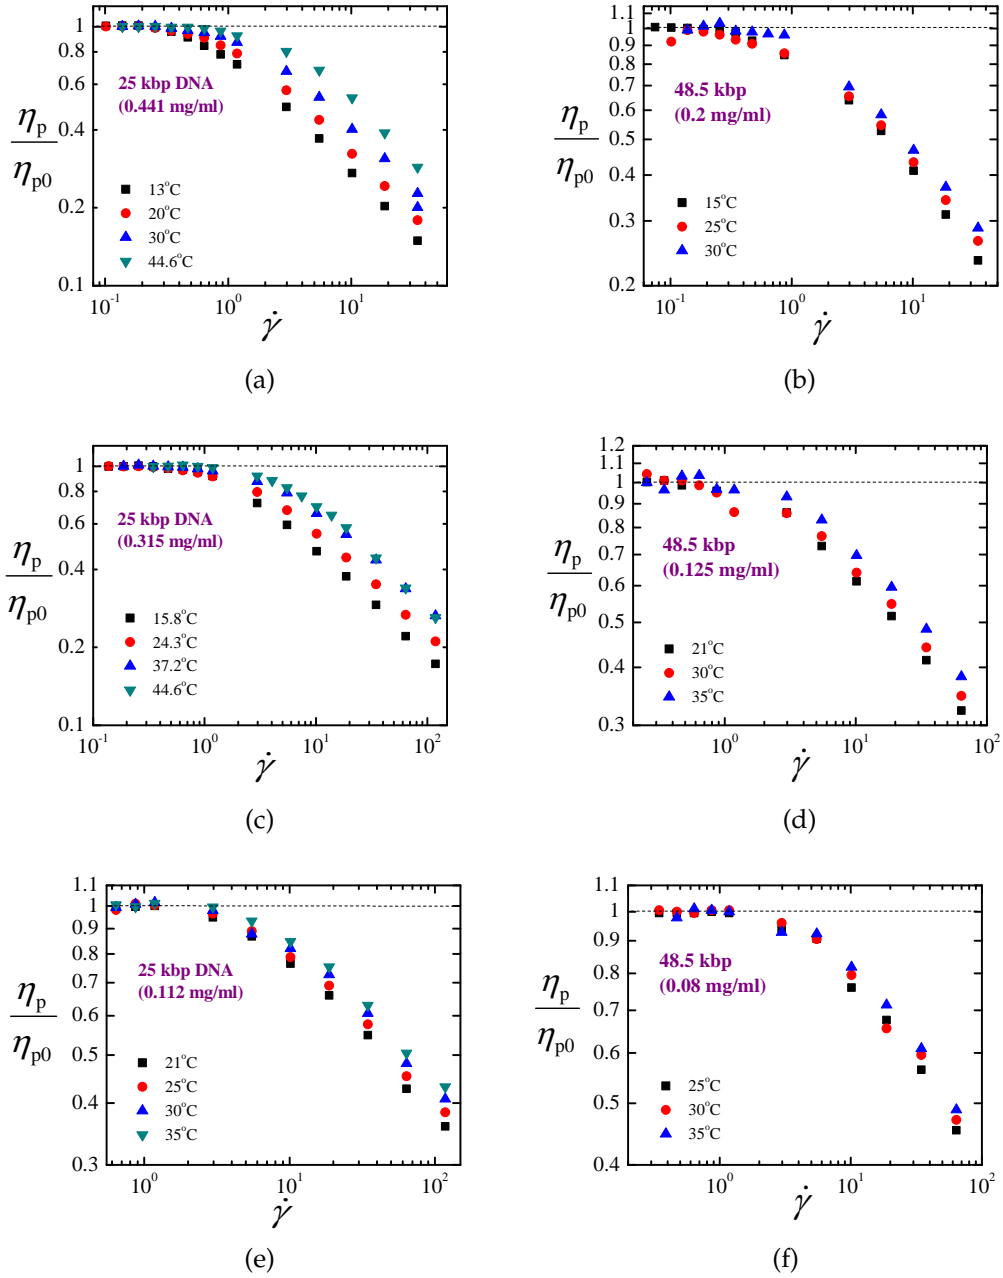 1
0.8
0.6
0.4
0.2
0.1
η_p
η_p0
25 kbp DNA
(0.441 mg/ml)
13°C
20°C
30°C
44.6°C
10^-1 10^0 10^1
γ̇
(a)
1.1
1
0.9
0.8
0.7
0.6
0.5
0.4
0.3
0.2
η_p
η_p0
48.5 kbp
(0.2 mg/ml)
15°C
25°C
30°C
10^-1 10^0 10^1
γ̇
(b)
1
0.8
0.6
0.4
0.2
0.1
η_p
η_p0
25 kbp DNA
(0.315 mg/ml)
15.8°C
24.3°C
37.2°C
44.6°C
10^-1 10^0 10^1 10^2
γ̇
(c)
1.2
1.1
1
0.9
0.8
0.7
0.6
0.5
0.4
0.3
η_p
η_p0
48.5 kbp
(0.125 mg/ml)
21°C
30°C
35°C
10^0 10^1 10^2
γ̇
(d)
1.1
1
0.9
0.8
0.7
0.6
0.5
0.4
0.3
η_p
η_p0
25 kbp DNA
(0.112 mg/ml)
21°C
25°C
30°C
35°C
10^0 10^1 10^2
γ̇
(e)
1.1
1
0.9
0.8
0.7
0.6
0.5
0.4
η_p
η_p0
48.5 kbp
(0.08 mg/ml)
25°C
30°C
35°C
10^0 10^1 10^2
γ̇
(f)